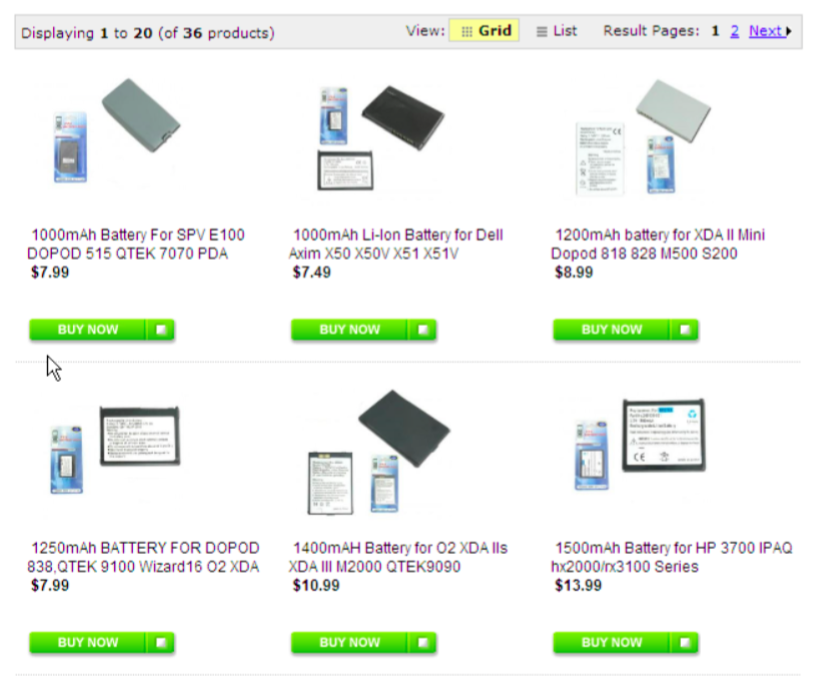 Displaying 1 to 20 (of 36 products) View: Grid List Result Pages: 1 2 Next
1000mAh Battery For SPV E100
DOPOD 515 QTEK 7070 PDA
$7.99
BUY NOW
1000mAh Li-Ion Battery for Dell
Axim X50 X50V X51 X51V
$7.49
BUY NOW
1200mAh battery for XDA II Mini
Dopod 818 828 M500 S200
$8.99
BUY NOW
1250mAh BATTERY FOR DOPOD
838,QTEK 9100 Wizard16 O2 XDA
$7.99
BUY NOW
1400mAH Battery for O2 XDA IIs
XDA III M2000 QTEK9090
$10.99
BUY NOW
1500mAh Battery for HP 3700 IPAQ
hx2000/rx3100 Series
$13.99
BUY NOW